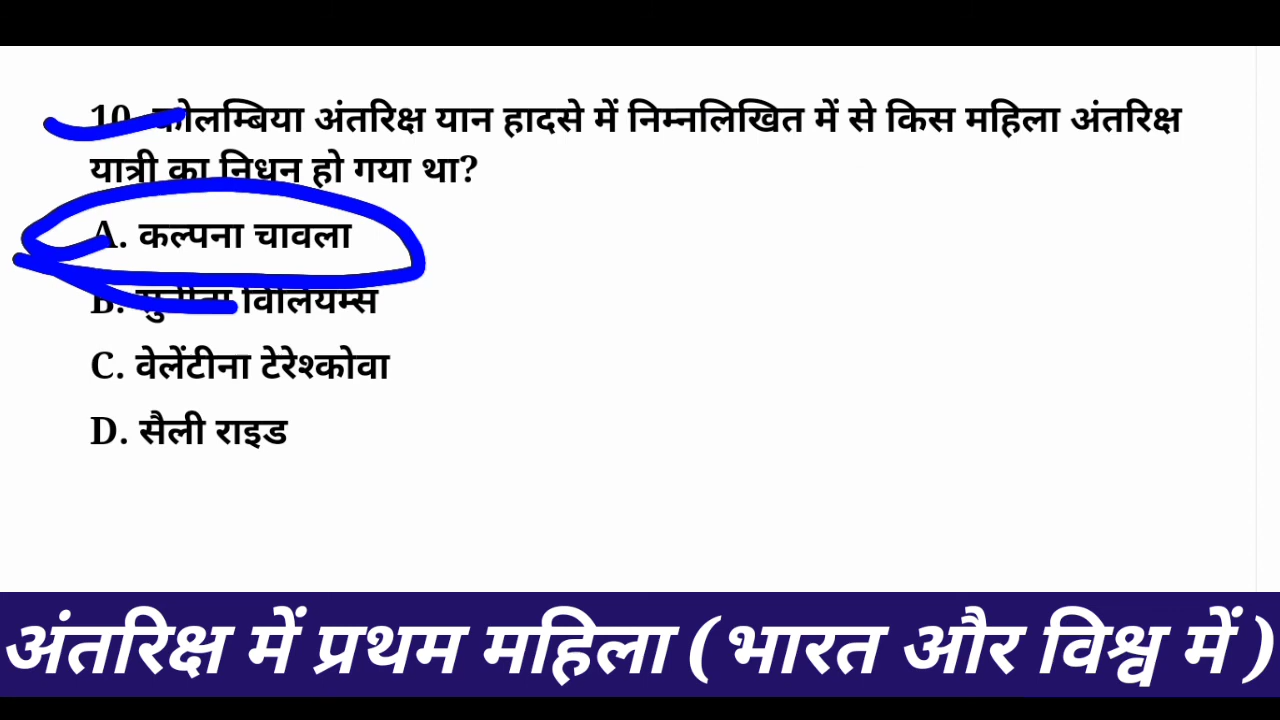 10. कोलम्बिया अंतरिक्ष यान हादसे में निम्नलिखित में से किस महिला अंतरिक्ष
यात्री का निधन हो गया था?
A. कल्पना चावला
B. सुनीता विलियम्स
C. वेलेंटीना टेरेश्कोवा
D. सैली राइड
अंतरिक्ष में प्रथम महिला (भारत और विश्व में)